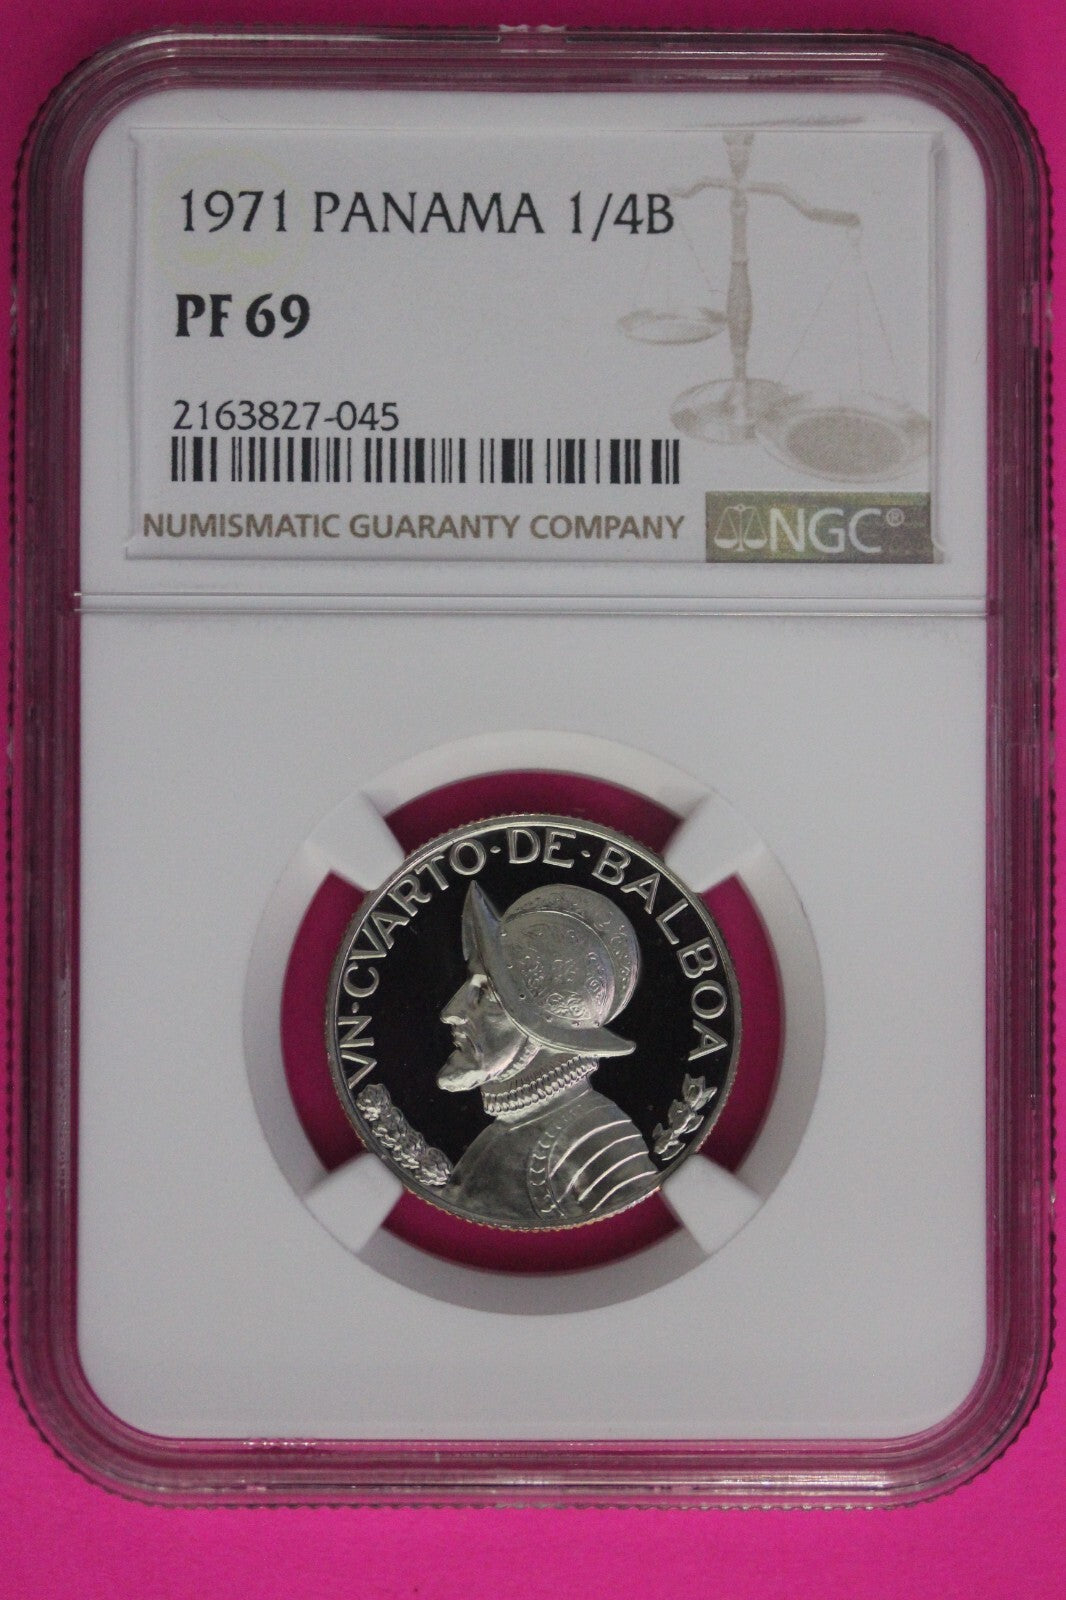 1971 PANAMA 1/4B
PF 69
2163827-045
NUMISMATIC GUARANTY COMPANY
NGC®
VN·CVARTO·DE·BALBOA